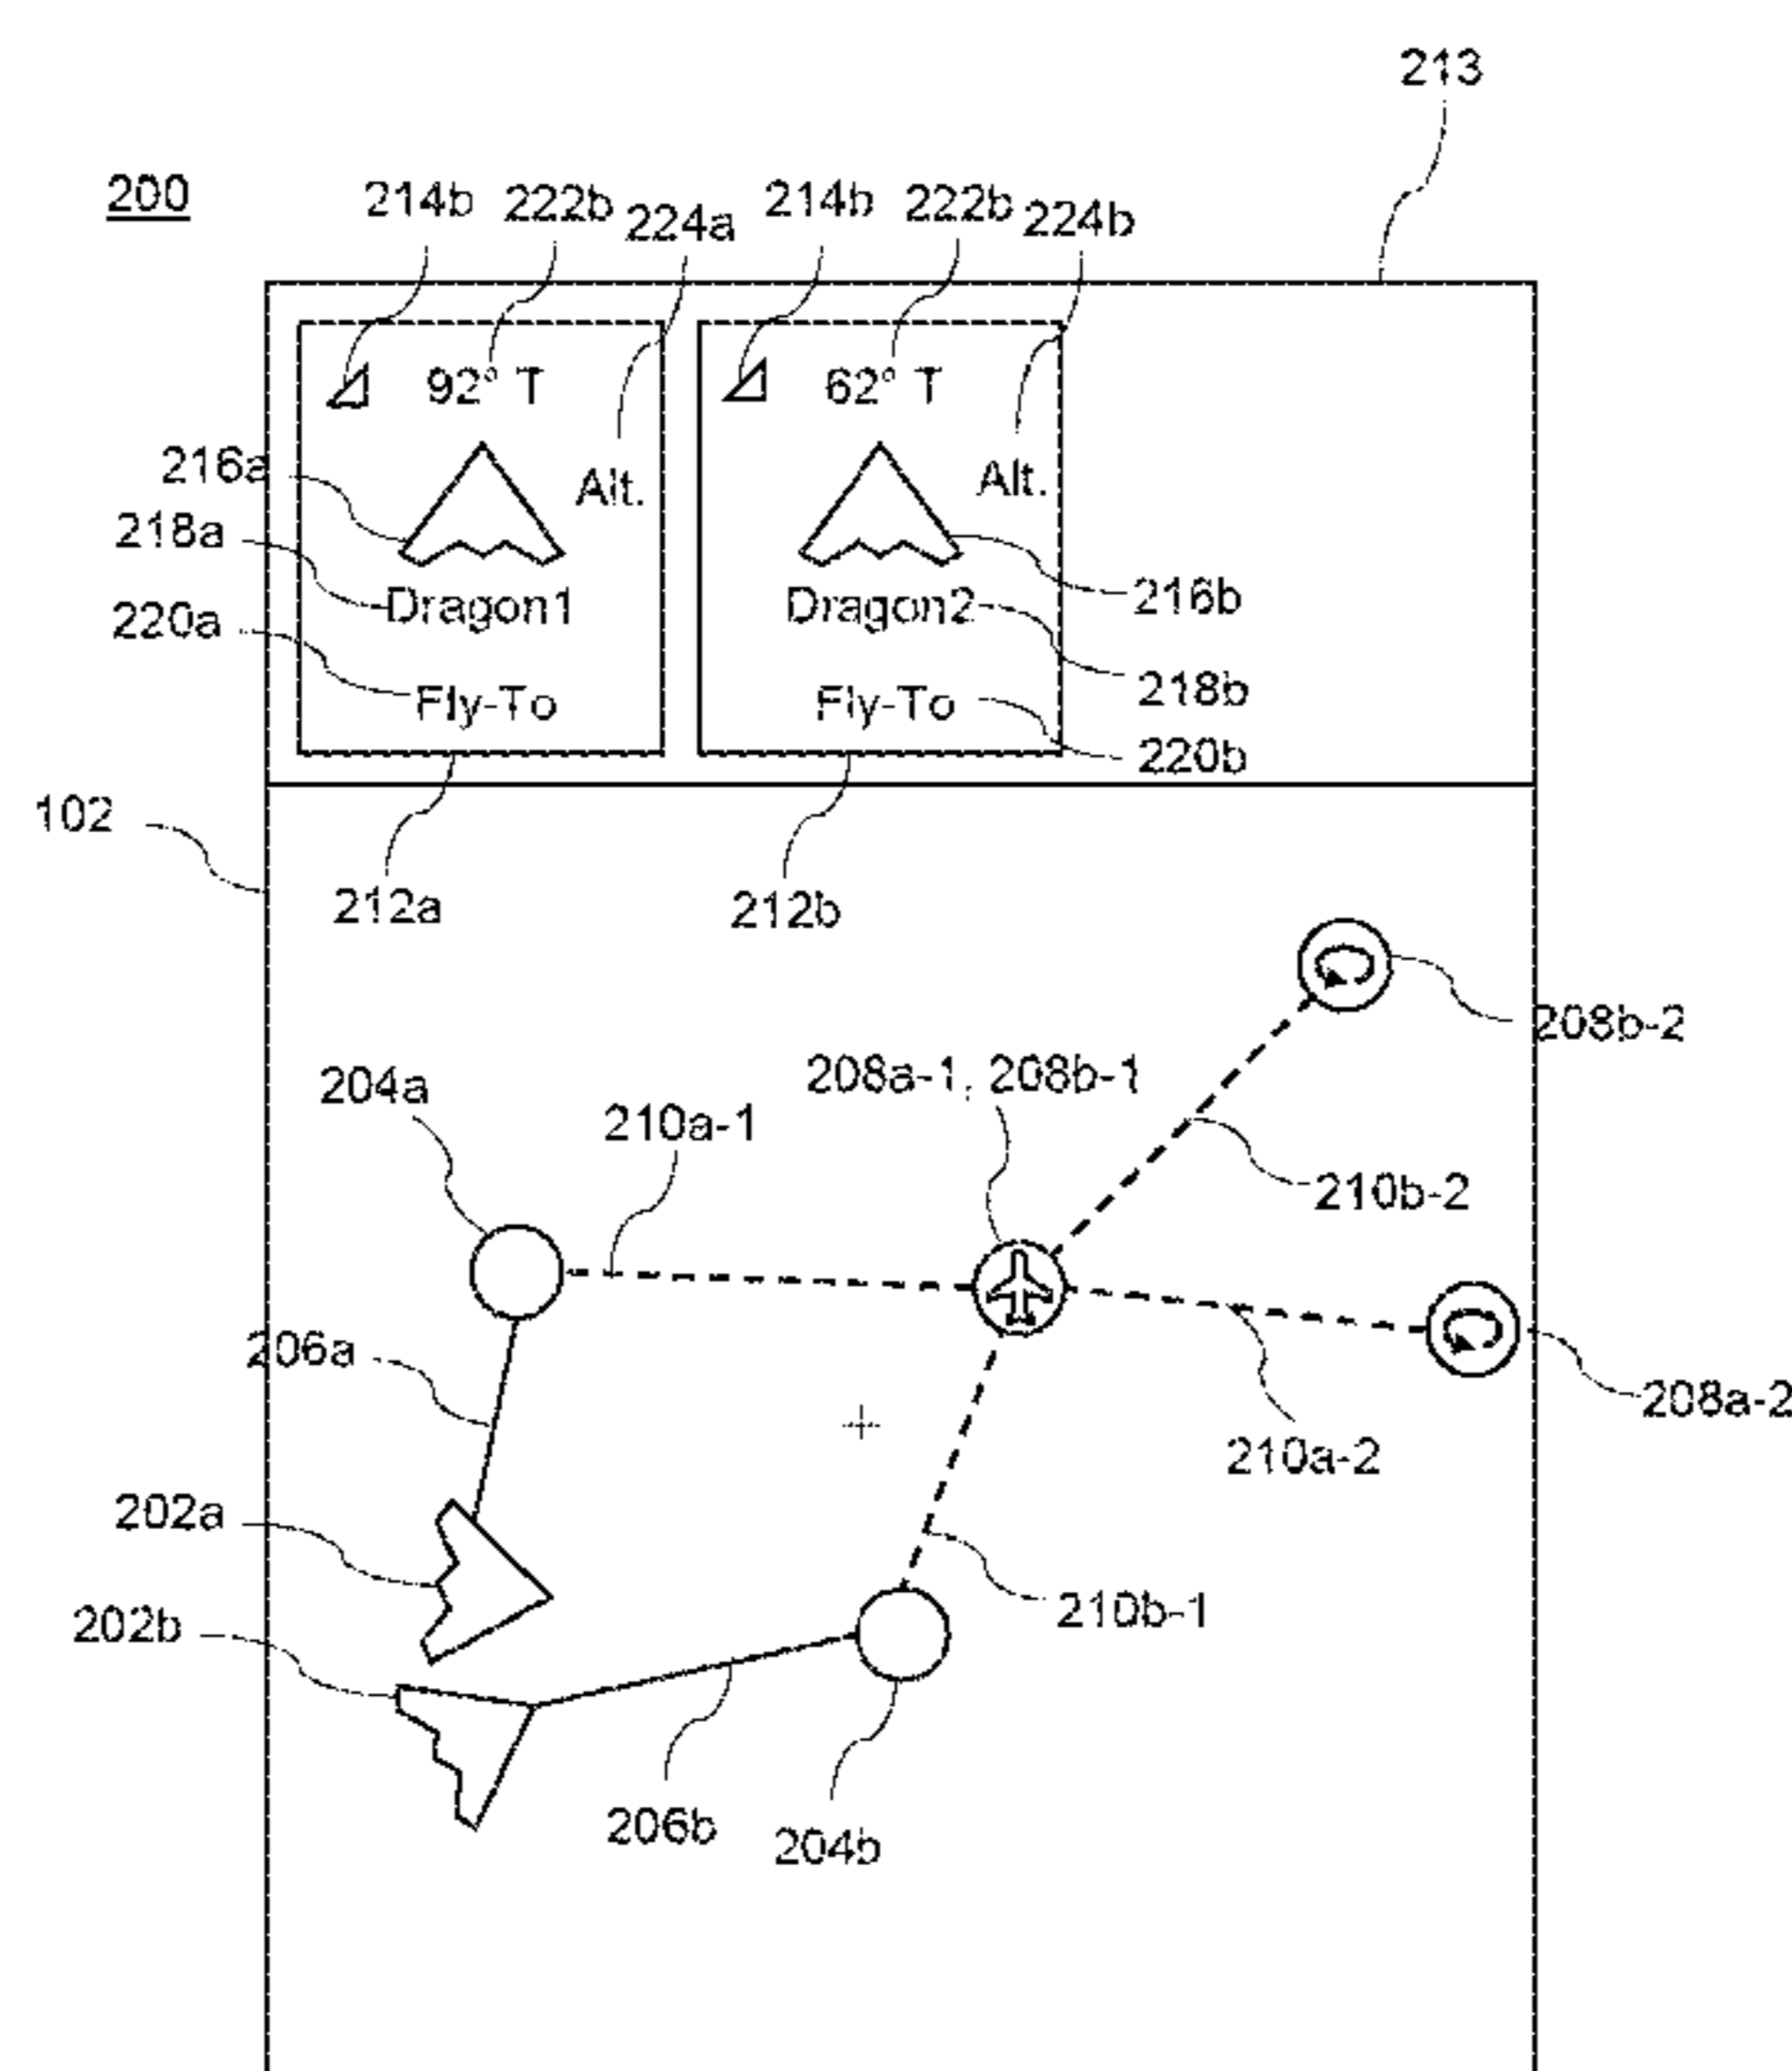 213
200
214b 222b 224a 214b 222b 224b
92° T 62° T
216a Alt. Alt.
218a Dragon1 Dragon2 216b
220a Fly-To Fly-To 218b
220b
102
212a 212b
208b-2
204a 208a-1, 208b-1
210a-1
210b-2
206a
208a-2
210a-2
202a
202b 210b-1
206b 204b